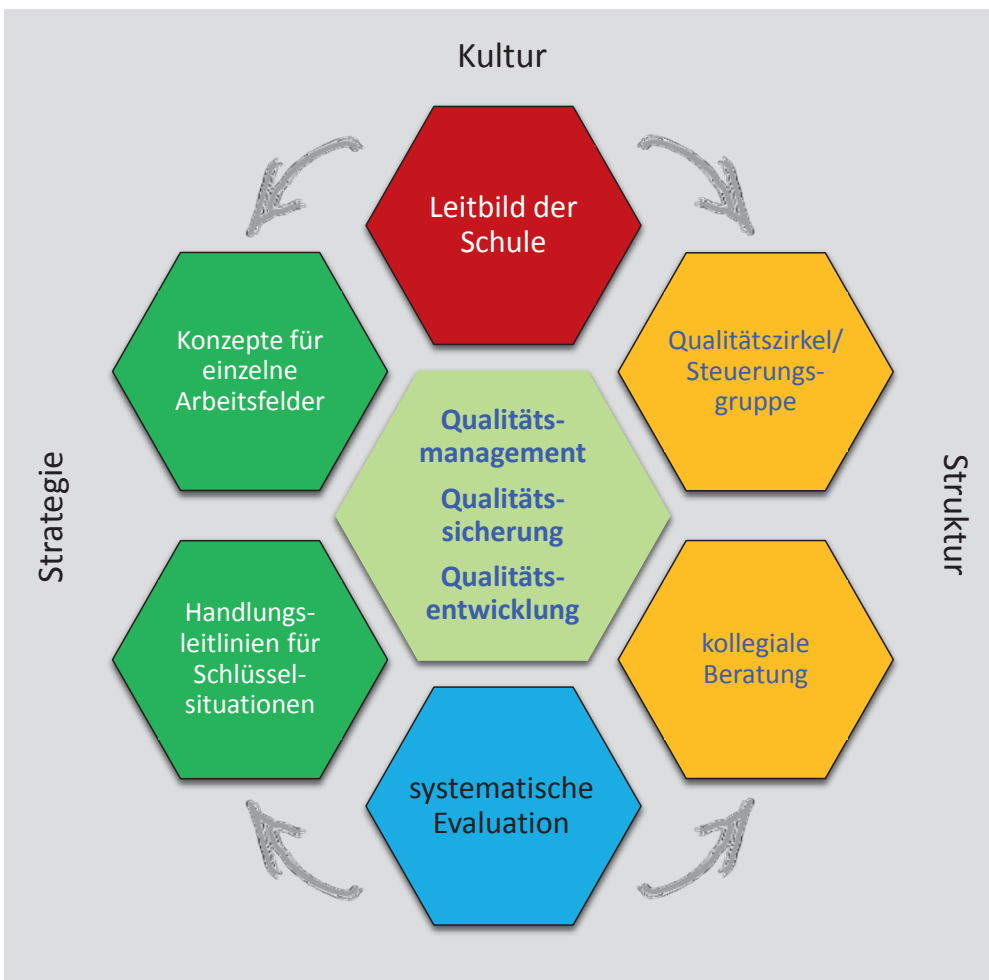 Kultur
Leitbild der
Schule
Konzepte für
einzelne
Arbeitsfelder
Qualitätszirkel/
Steuerungs-
gruppe
Qualitäts-
management
Qualitäts-
sicherung
Qualitäts-
entwicklung
Strategie
Struktur
Handlungs-
leitlinien für
Schlüssel-
situationen
kollegiale
Beratung
systematische
Evaluation